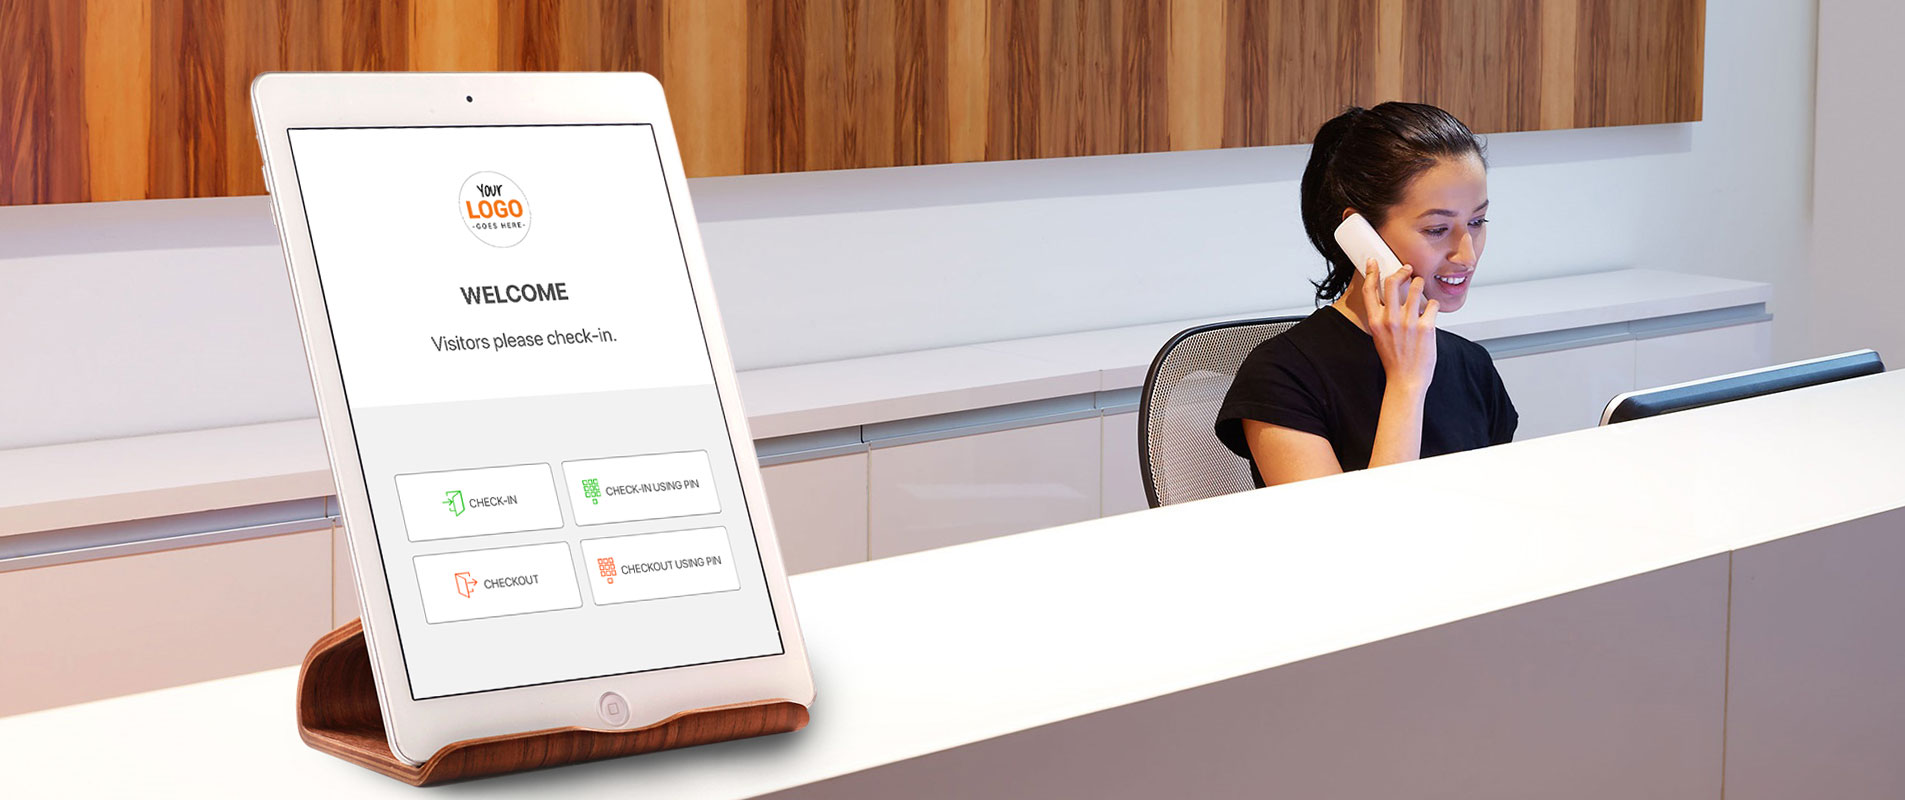 Your
LOGO
-GOES HERE-
WELCOME
Visitors please check-in.
CHECK-IN
CHECK-IN USING PIN
CHECKOUT
CHECKOUT USING PIN